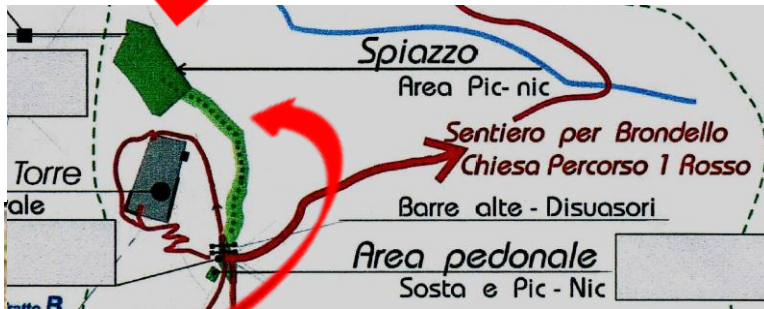 Spiazzo
Area Pic-nic
Sentiero per Brondello
Chiesa Percorso 1 Rosso
Torre
Barre alte - Disuasori
Area pedonale
Sosta e Pic - Nic